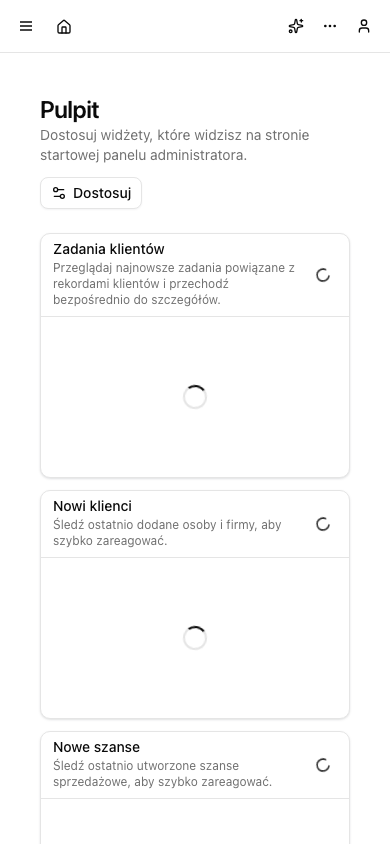 Pulpit
Dostosuj widżety, które widzisz na stronie
startowej panelu administratora.
Dostosuj
Zadania klientów
Przeglądaj najnowsze zadania powiązane z
rekordami klientów i przechodź
bezpośrednio do szczegółów.
Nowi klienci
Śledź ostatnio dodane osoby i firmy, aby
szybko zareagować.
Nowe szanse
Śledź ostatnio utworzone szanse
sprzedażowe, aby szybko zareagować.